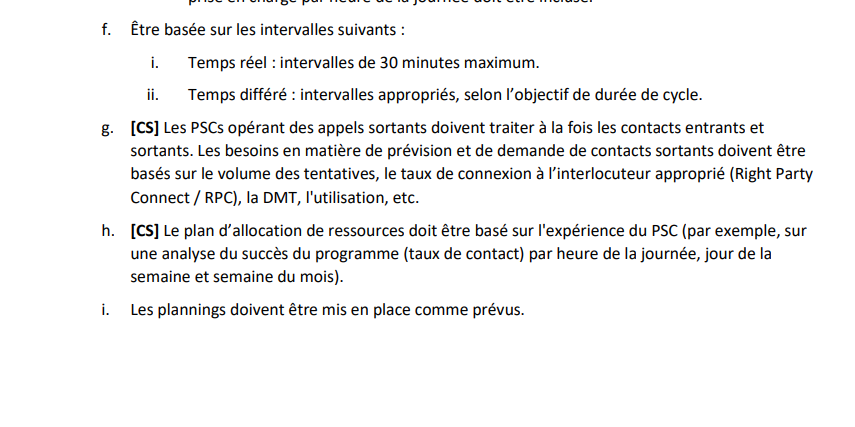 prise en charge par heure de la journée doit être incluse.
f. Être basée sur les intervalles suivants :
i. Temps réel : intervalles de 30 minutes maximum.
ii. Temps différé : intervalles appropriés, selon l’objectif de durée de cycle.
g. [CS] Les PSCs opérant des appels sortants doivent traiter à la fois les contacts entrants et
sortants. Les besoins en matière de prévision et de demande de contacts sortants doivent être
basés sur le volume des tentatives, le taux de connexion à l’interlocuteur approprié (Right Party
Connect / RPC), la DMT, l'utilisation, etc.
h. [CS] Le plan d’allocation de ressources doit être basé sur l'expérience du PSC (par exemple, sur
une analyse du succès du programme (taux de contact) par heure de la journée, jour de la
semaine et semaine du mois).
i. Les plannings doivent être mis en place comme prévus.